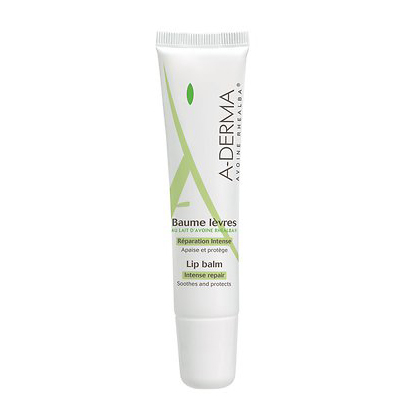 A-DERMA
AVOINE RHEALBA®
Baume lèvres
AU LAIT D'AVOINE RHEALBA®
Réparation Intense
Apaise et protège
Lip balm
Intense repair
Soothes and protects